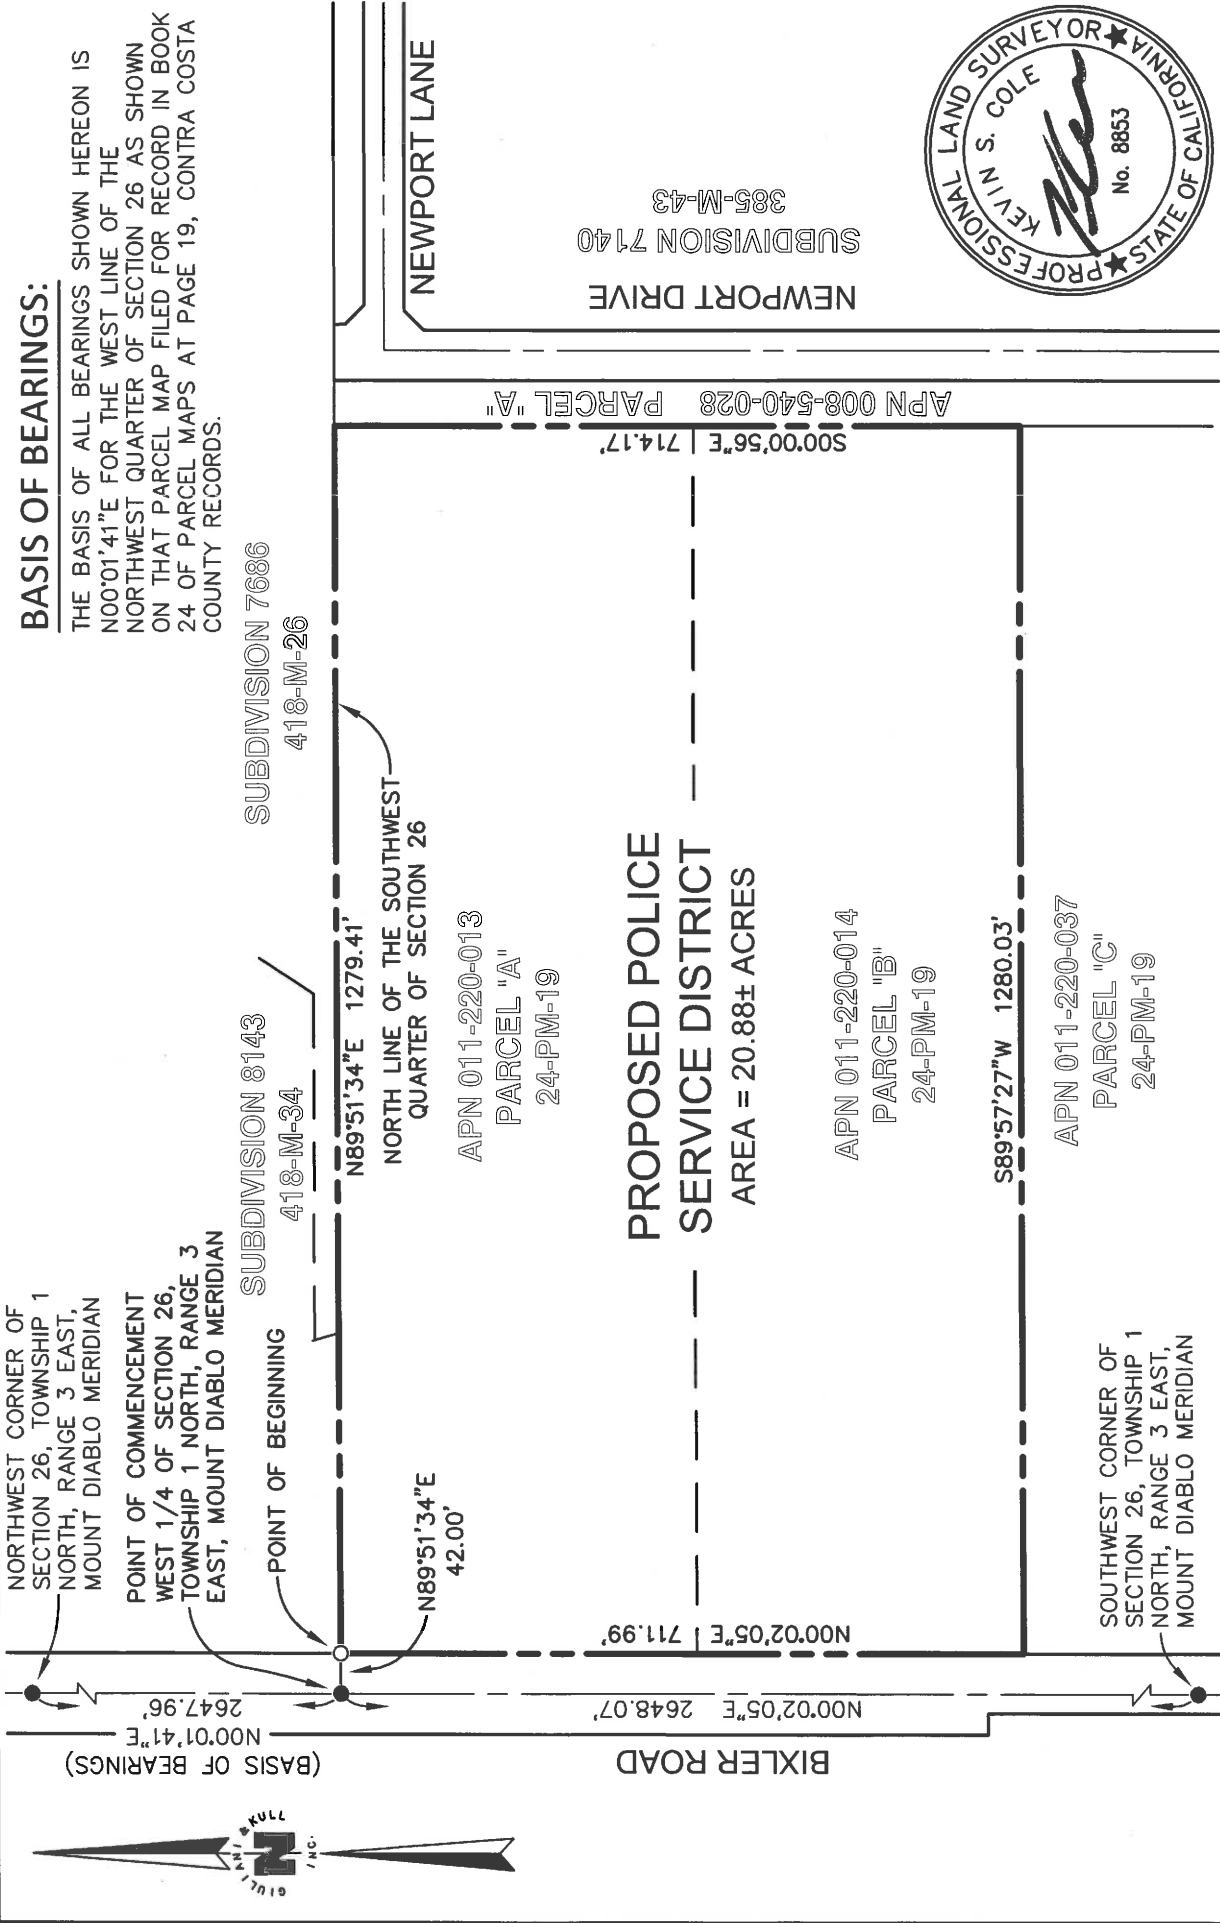 BASIS OF BEARINGS:
THE BASIS OF ALL BEARINGS SHOWN HEREON IS
N00°01'41"E FOR THE WEST LINE OF THE
NORTHWEST QUARTER OF SECTION 26 AS SHOWN
ON THAT PARCEL MAP FILED FOR RECORD IN BOOK
24 OF PARCEL MAPS AT PAGE 19, CONTRA COSTA
COUNTY RECORDS.
NORTHWEST CORNER OF
SECTION 26, TOWNSHIP 1
NORTH, RANGE 3 EAST,
MOUNT DIABLO MERIDIAN
POINT OF COMMENCEMENT
WEST 1/4 OF SECTION 26,
TOWNSHIP 1 NORTH, RANGE 3
EAST, MOUNT DIABLO MERIDIAN
POINT OF BEGINNING
SUBDIVISION 8143
418-M-34
SUBDIVISION 7686
418-M-26
N89°51'34"E 1279.41'
NORTH LINE OF THE SOUTHWEST
QUARTER OF SECTION 26
N89°51'34"E
42.00'
APN 011-220-013
PARCEL "A"
24-PM-19
PROPOSED POLICE
SERVICE DISTRICT
AREA = 20.88± ACRES
APN 011-220-014
PARCEL "B"
24-PM-19
S89°57'27"W 1280.03'
APN 011-220-037
PARCEL "C"
24-PM-19
SOUTHWEST CORNER OF
SECTION 26, TOWNSHIP 1
NORTH, RANGE 3 EAST,
MOUNT DIABLO MERIDIAN
(BASIS OF BEARINGS)
N00°01'41"E
2647.96'
N00°02'05"E 2648.07'
N00°02'05"E 711.99'
BIXLER ROAD
S00°00'56"E 714.17'
APN 008-540-028 PARCEL "A"
NEWPORT DRIVE
SUBDIVISION 7140
385-M-43
NEWPORT LANE
PROFESSIONAL LAND SURVEYOR
KEVIN S. COLE
No. 8853
STATE OF CALIFORNIA
GIULIANI & KULL
N
INC.